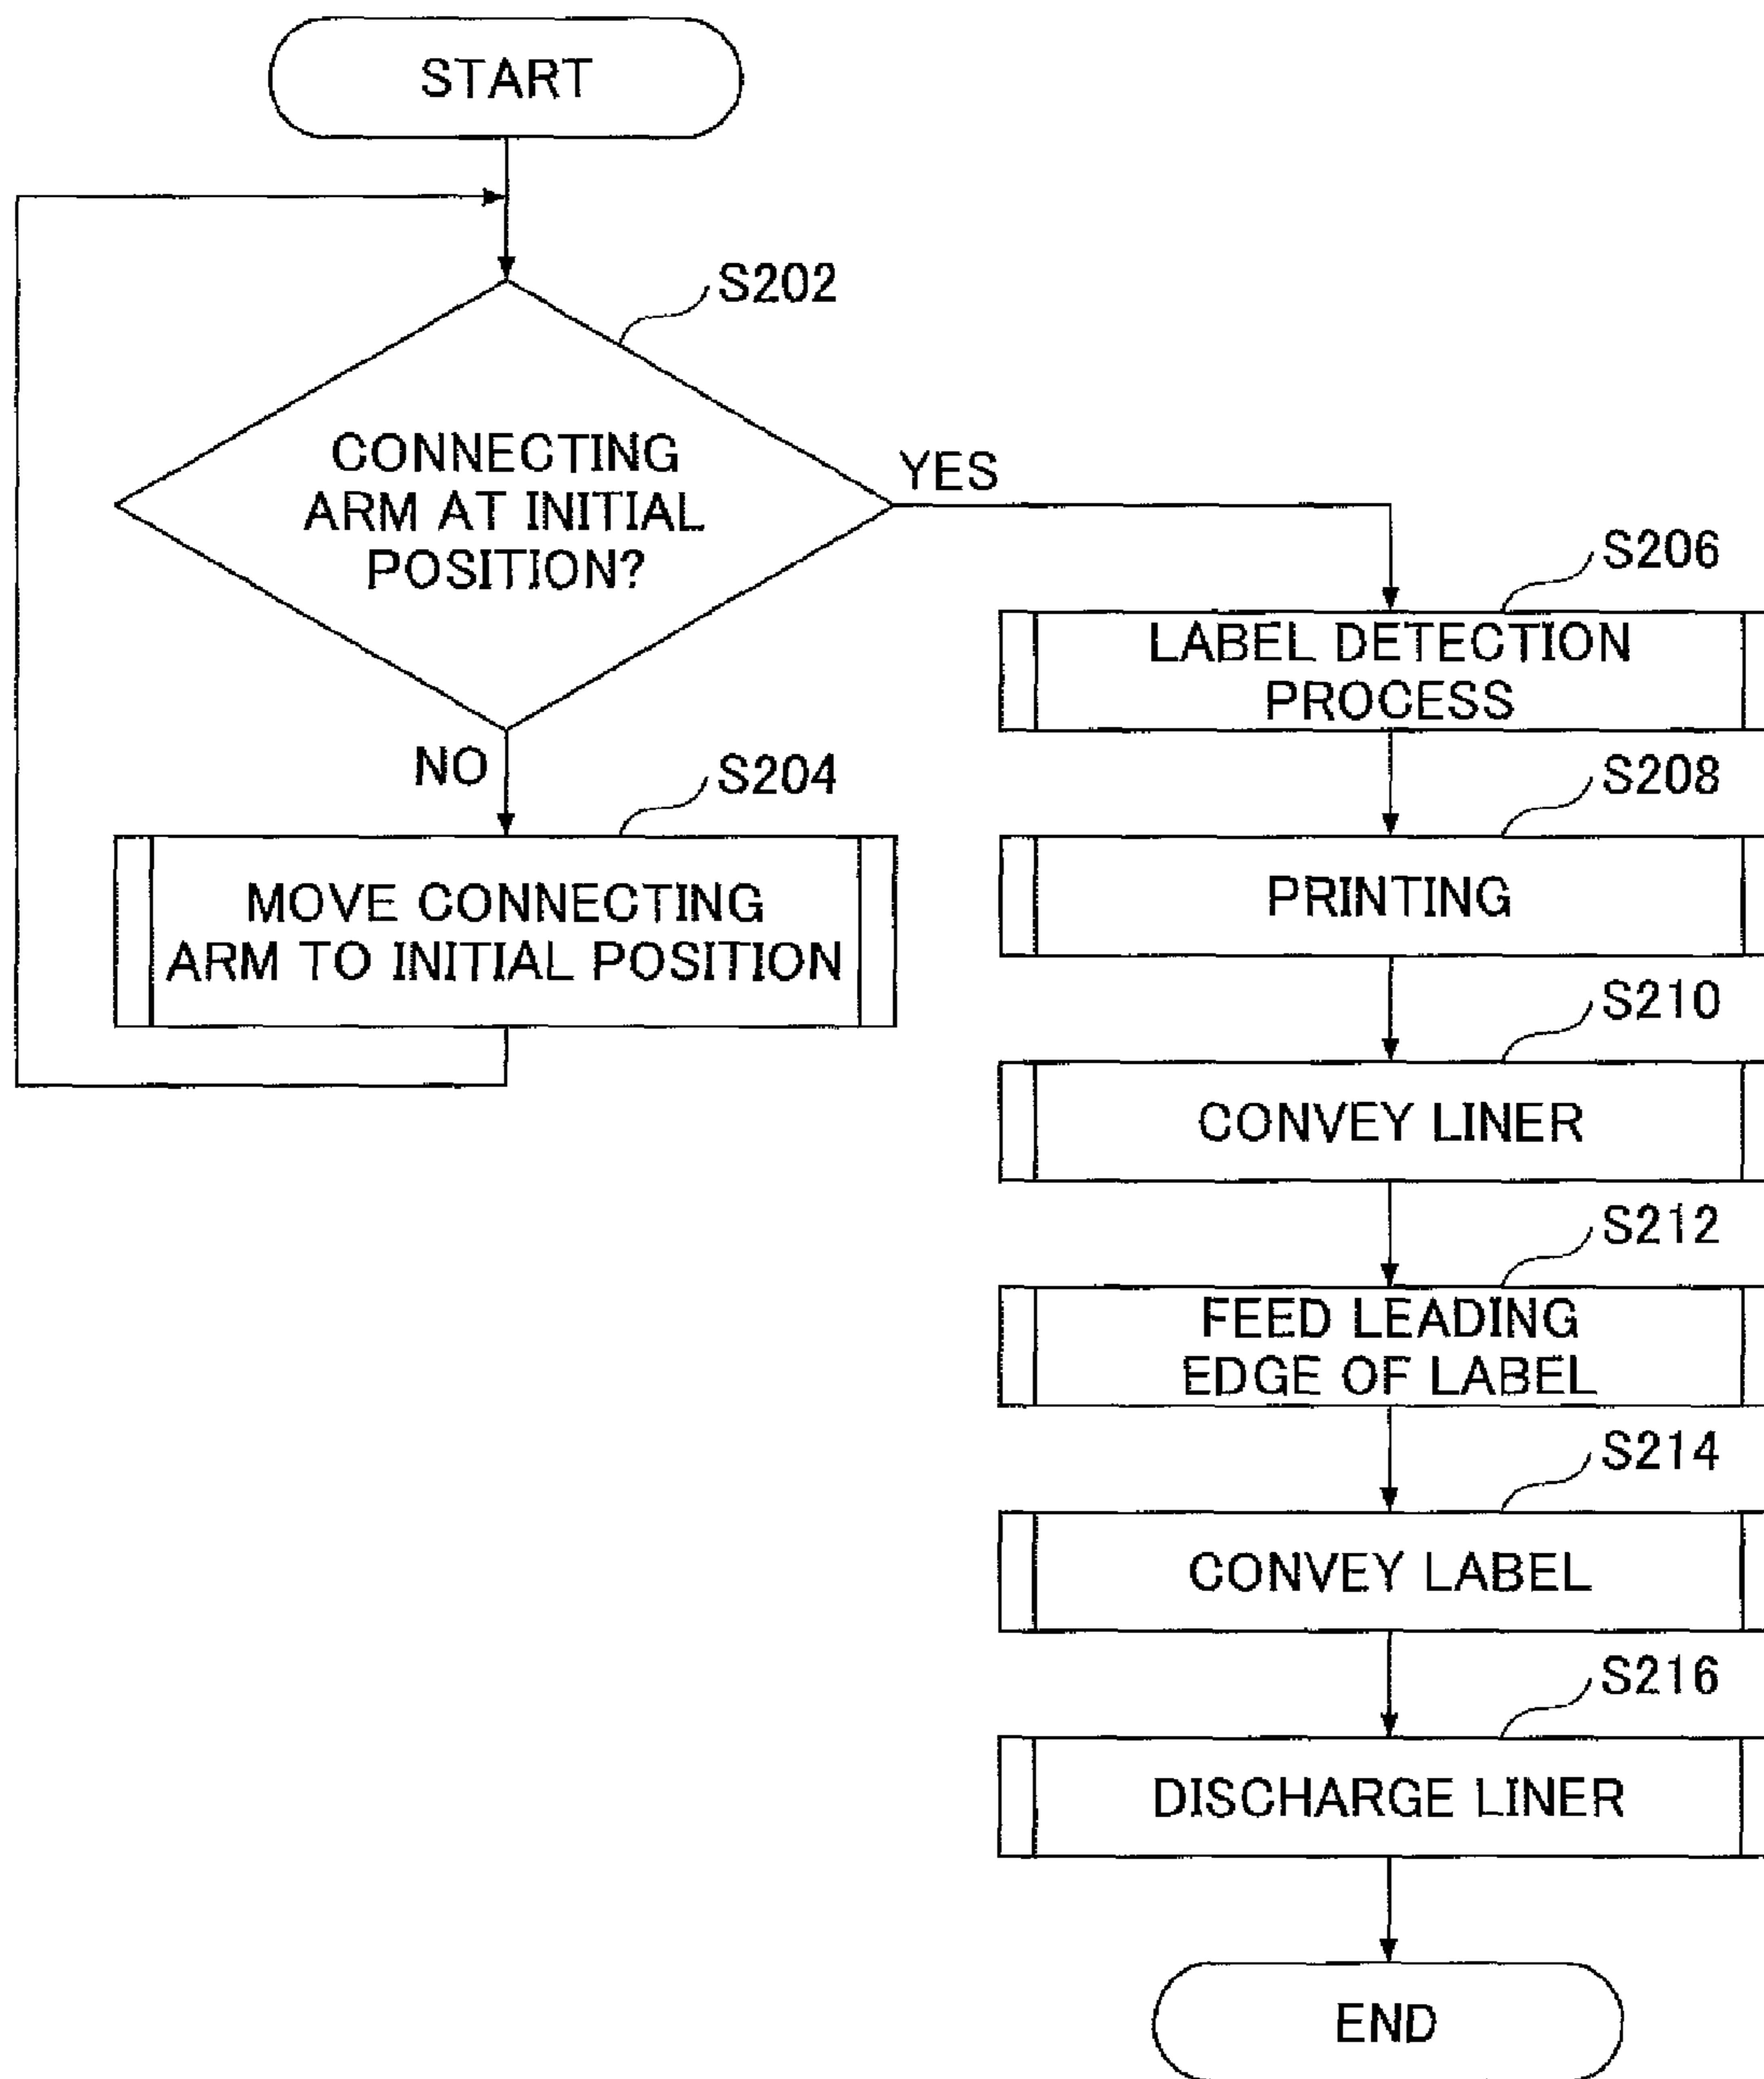 START
S202
CONNECTING
ARM AT INITIAL
POSITION?
YES
NO
S204
MOVE CONNECTING
ARM TO INITIAL POSITION
S206
LABEL DETECTION
PROCESS
S208
PRINTING
S210
CONVEY LINER
S212
FEED LEADING
EDGE OF LABEL
S214
CONVEY LABEL
S216
DISCHARGE LINER
END